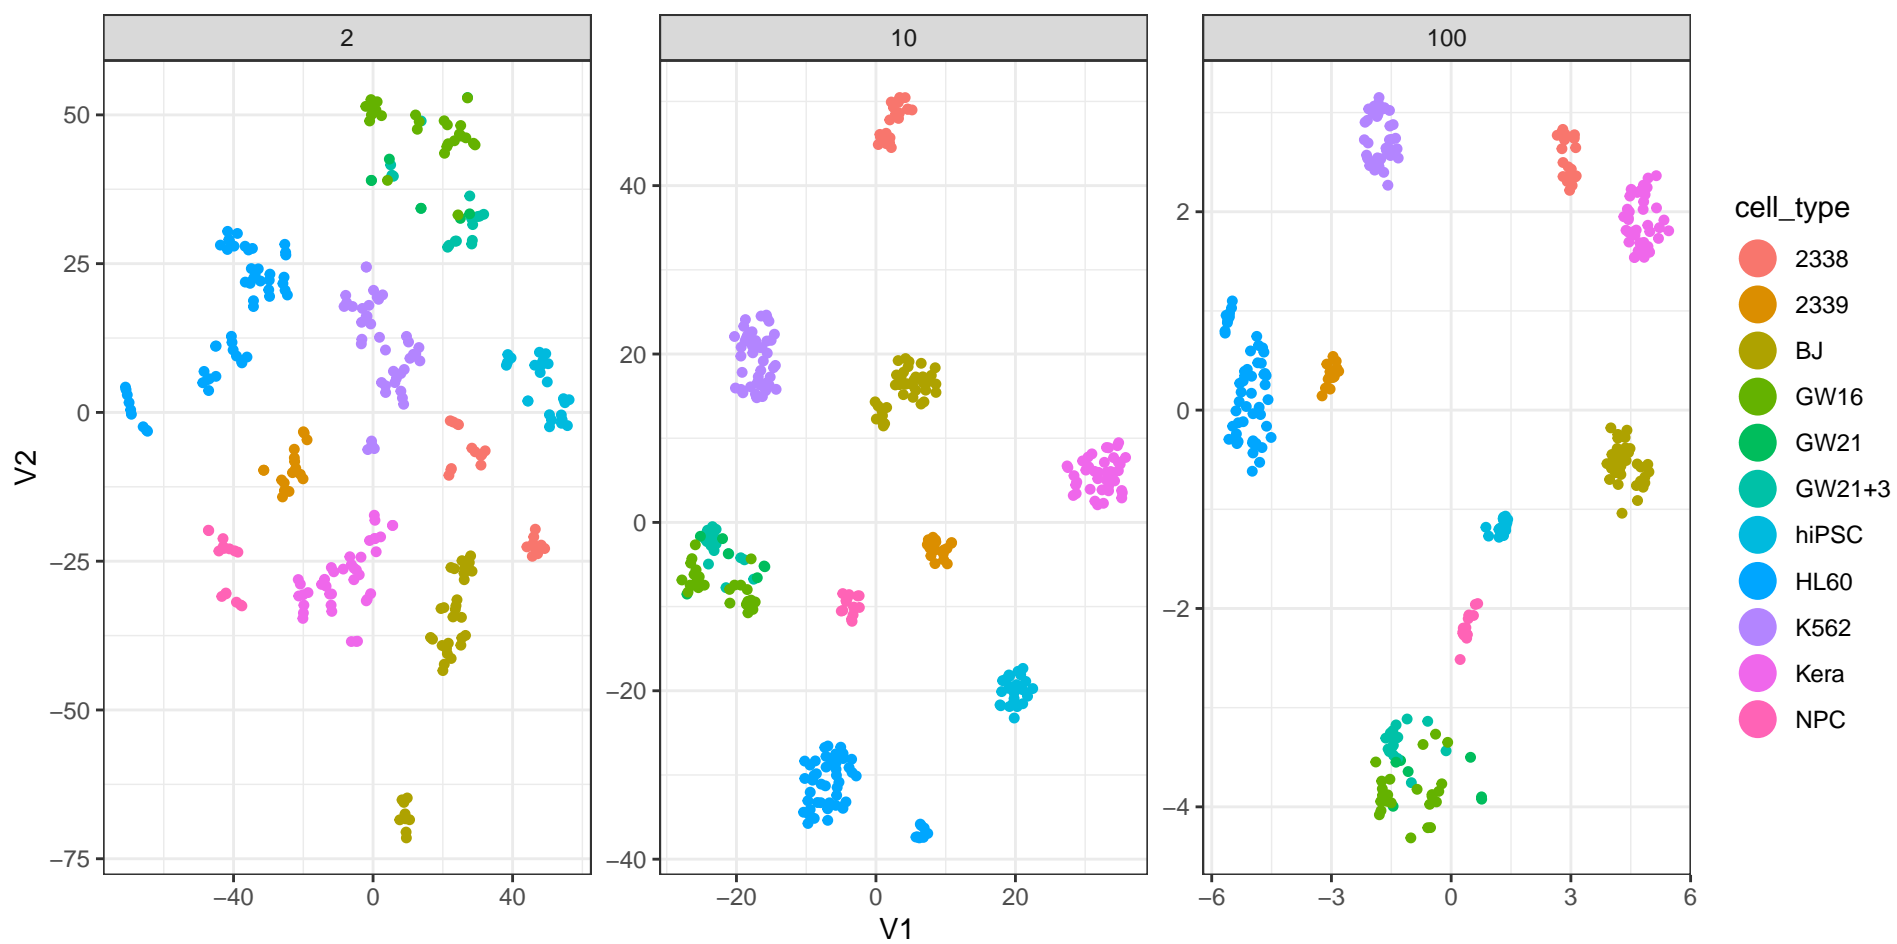 2 10 100
50
25
0
−25
−50
−75
40
20
0
−20
−40
2
0
−2
−4
−40 0 40
−20 0 20
−6 −3 0 3 6
V1
V2
cell_type
2338
2339
BJ
GW16
GW21
GW21+3
hiPSC
HL60
K562
Kera
NPC